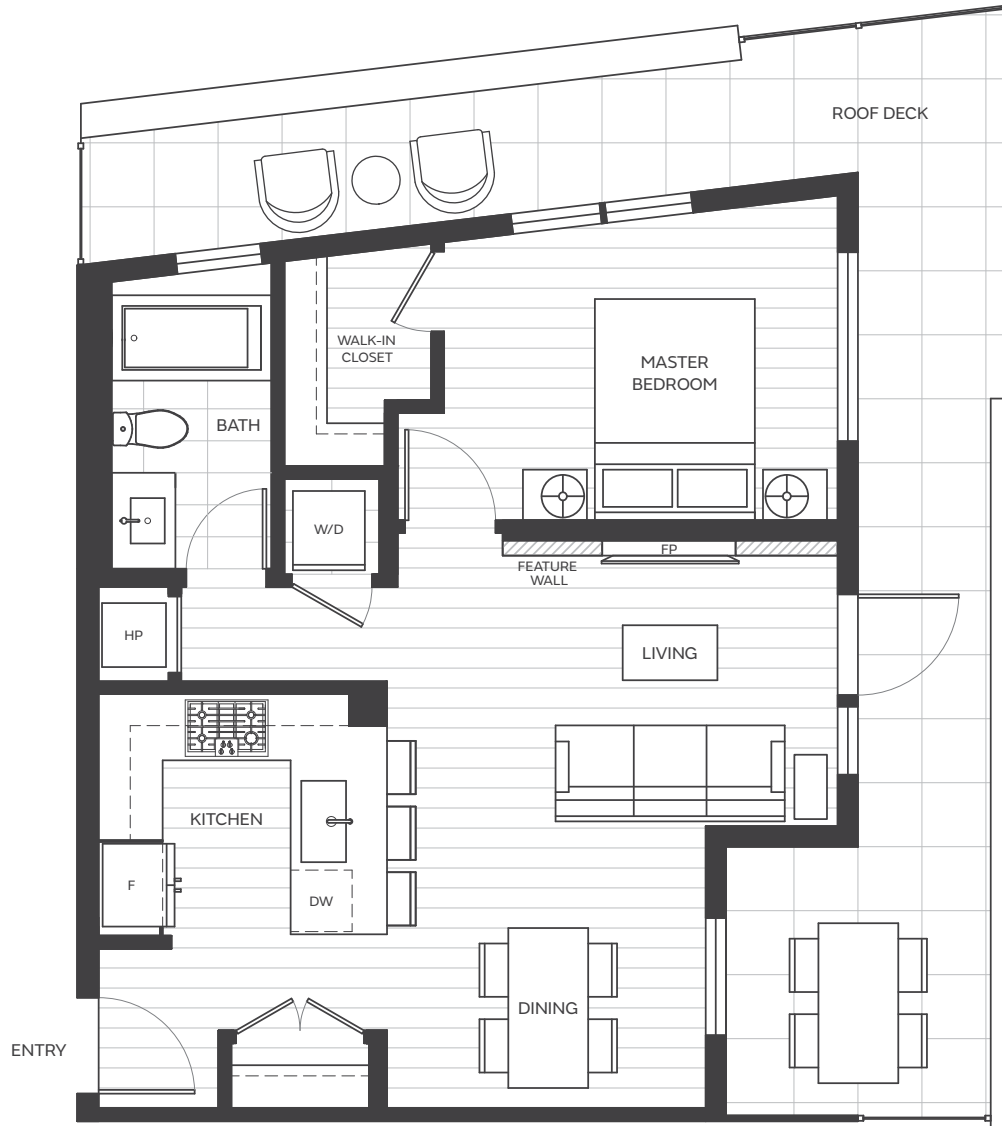 ROOF DECK
WALK-IN
CLOSET
MASTER
BEDROOM
BATH
W/D
FP
FEATURE
WALL
HP
LIVING
KITCHEN
F
DW
DINING
ENTRY